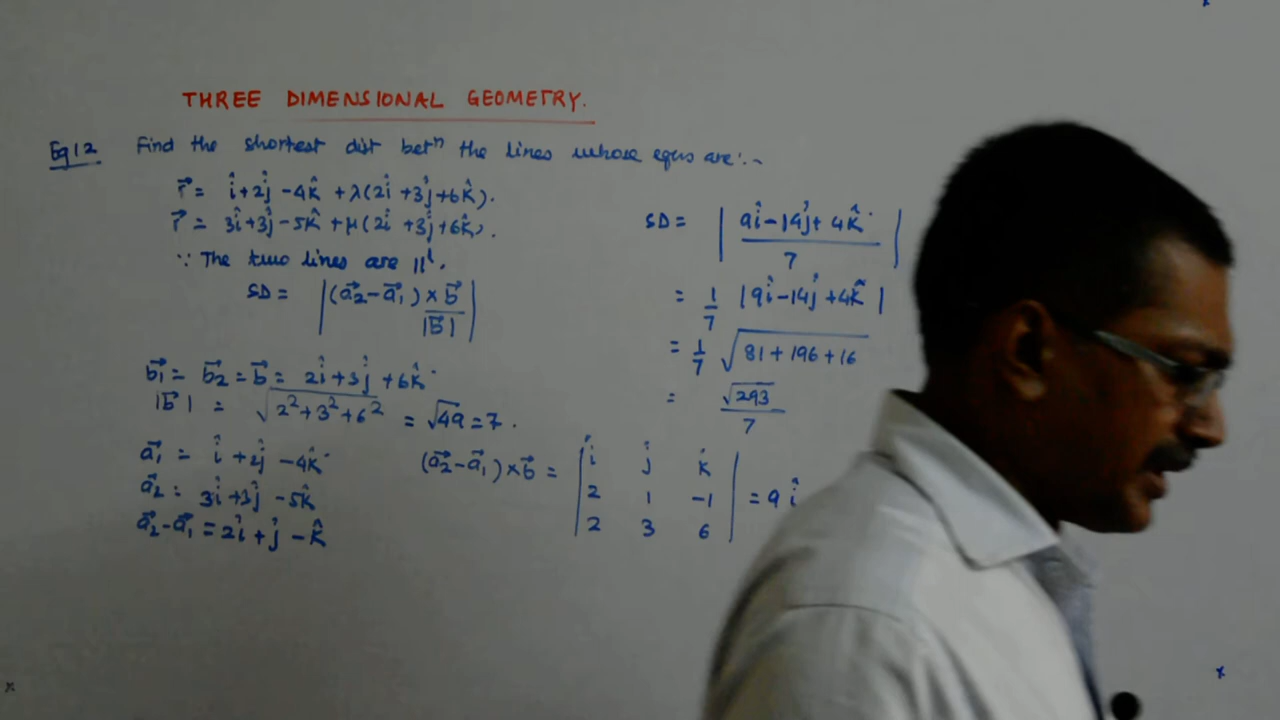 THREE DIMENSIONAL GEOMETRY.
Eg 12 Find the shortest dist betⁿ the lines whose eqns are:-
r⃗ = î+2ĵ-4k̂ +λ(2î+3ĵ+6k̂).
r⃗ = 3î+3ĵ-5k̂ +μ(2î+3ĵ+6k̂).
∵ The two lines are ||ˡ.
SD = |(a⃗₂-a⃗₁)×b⃗ / |b⃗||
b⃗₁ = b⃗₂ = b⃗ = 2î+3ĵ+6k̂
|b⃗| = √2²+3²+6² = √49 = 7.
a⃗₁ = î+2ĵ-4k̂
a⃗₂ = 3î+3ĵ-5k̂
a⃗₂-a⃗₁ = 2î+ĵ-k̂
(a⃗₂-a⃗₁)×b⃗ = | î ĵ k̂
2 1 -1
2 3 6 | = 9î
SD = | 9î-14ĵ+4k̂ / 7 |
= 1/7 |9î-14ĵ+4k̂|
= 1/7 √81+196+16
= √293 / 7